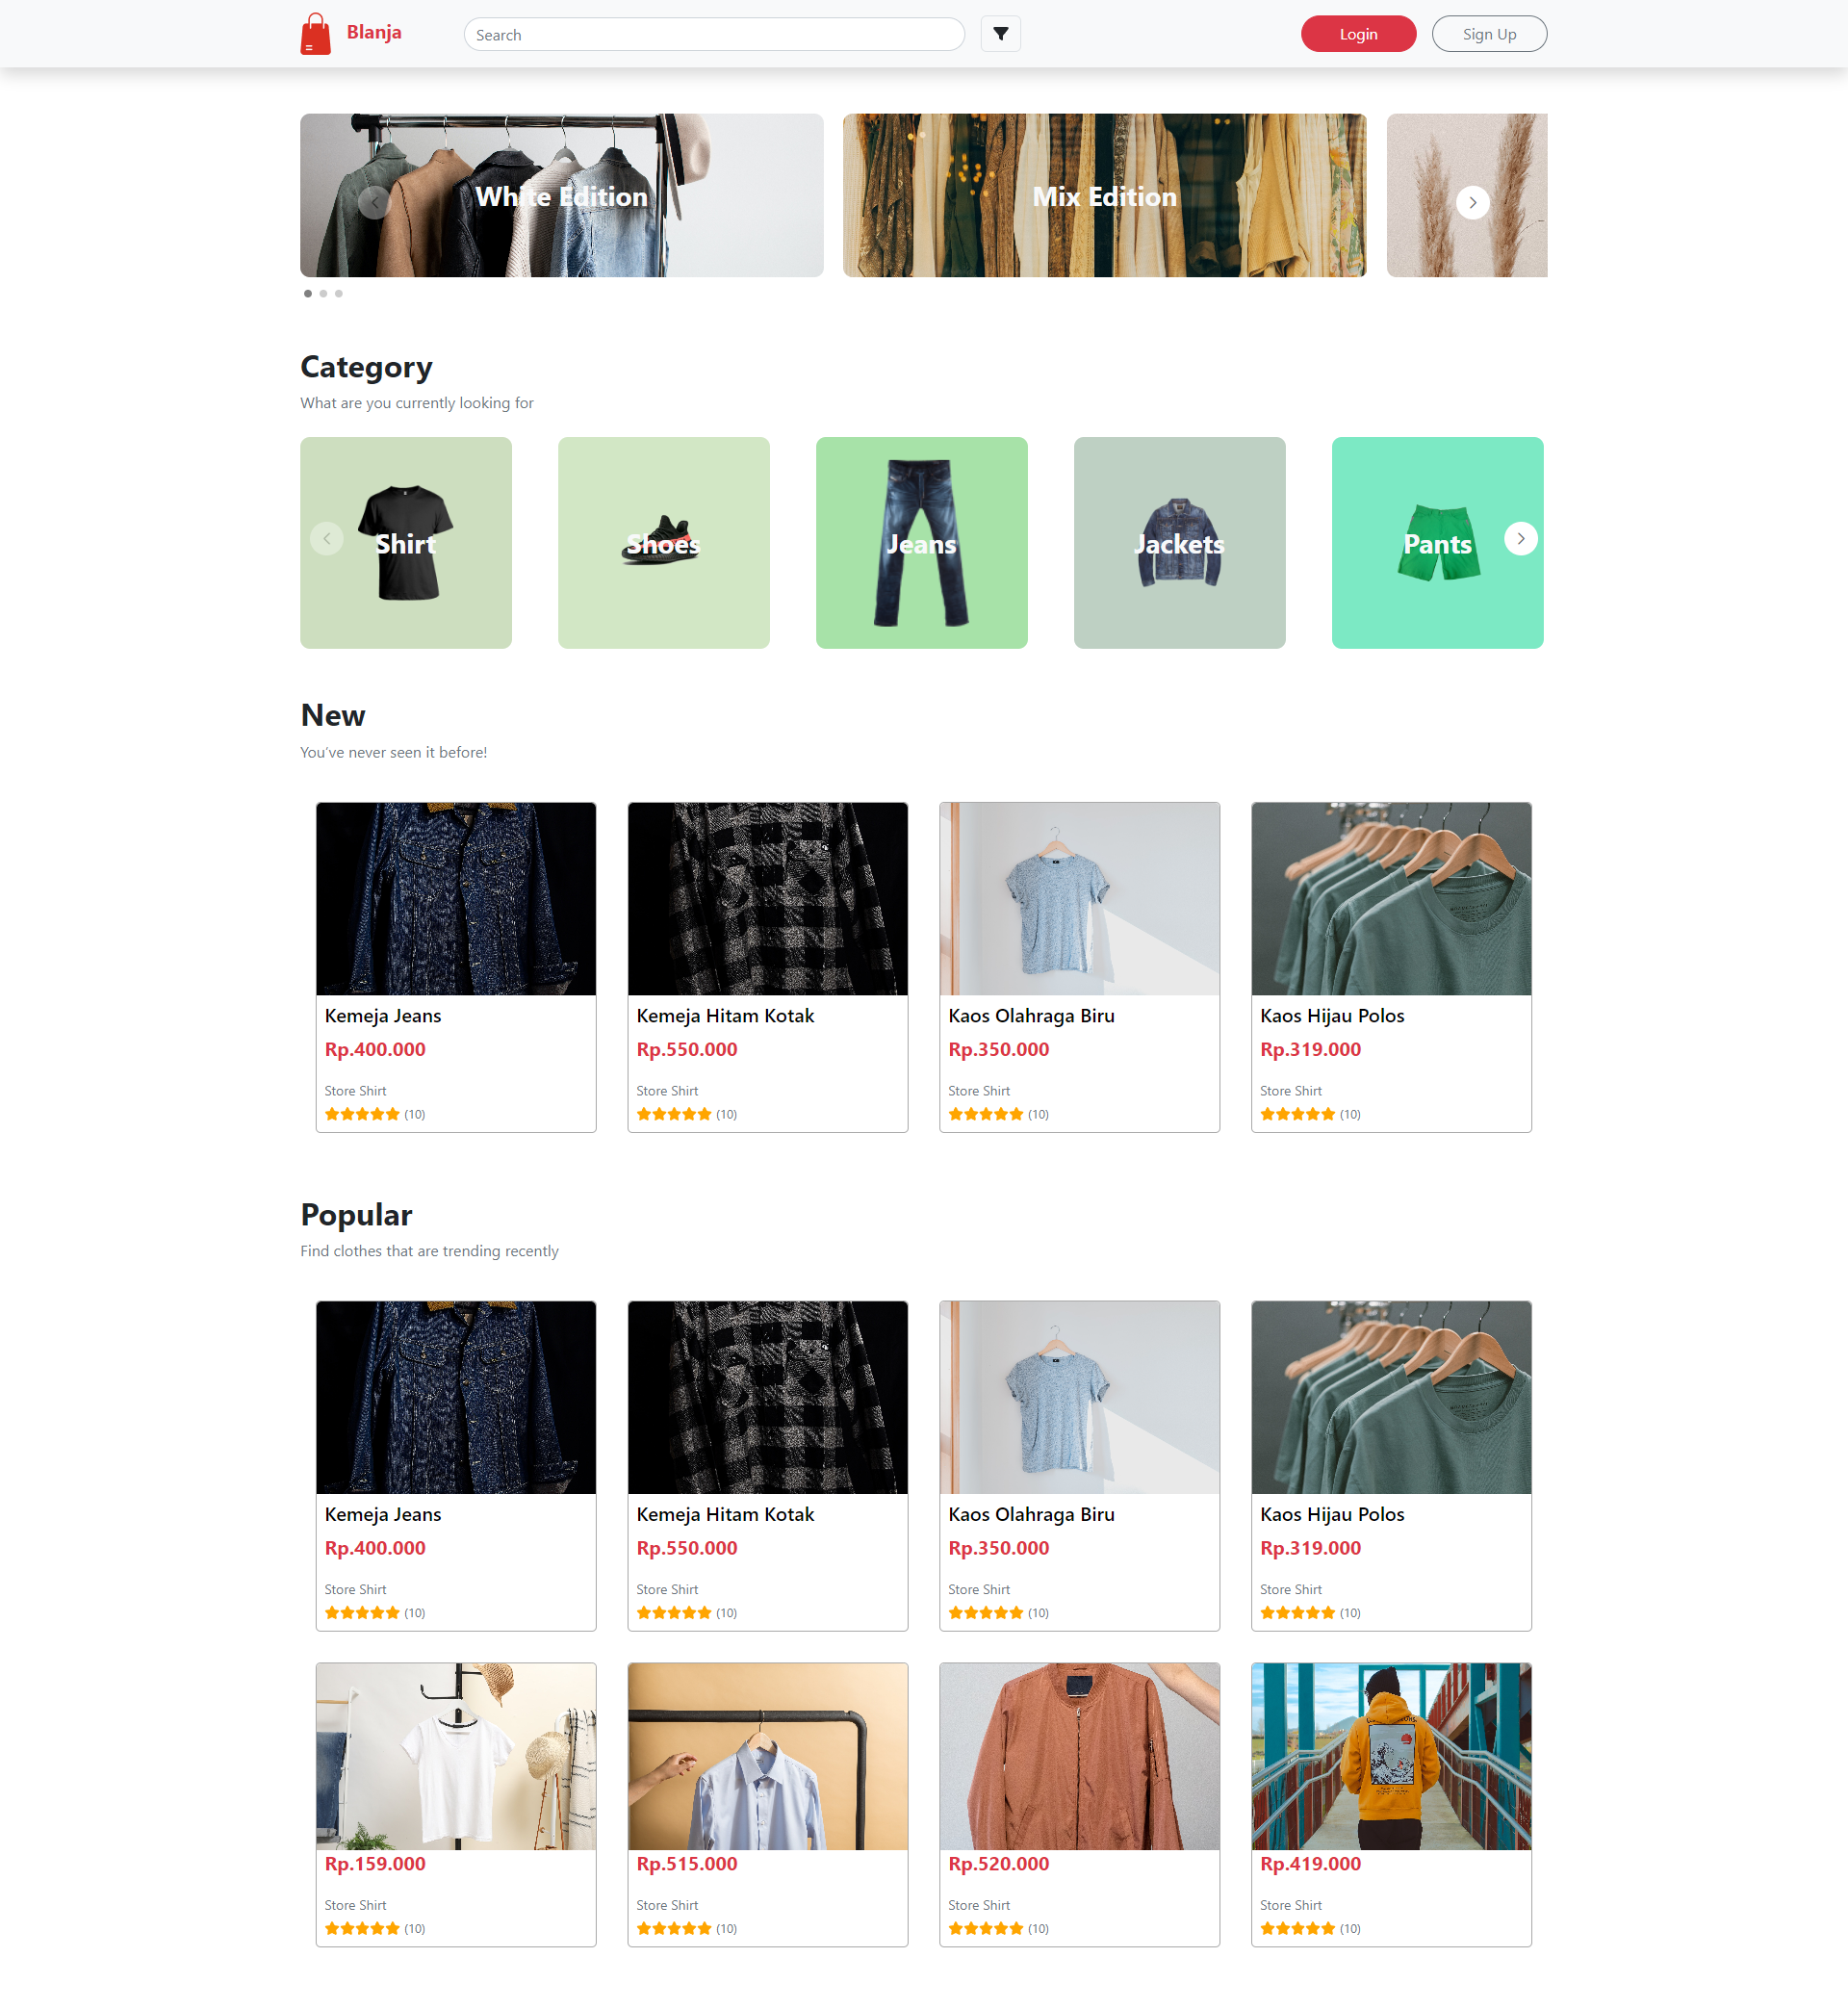 Blanja
Search
Login
Sign Up
White Edition
Mix Edition
Category
What are you currently looking for
Shirt
Shoes
Jeans
Jackets
Pants
New
You've never seen it before!
Kemeja Jeans
Rp.400.000
Store Shirt
(10)
Kemeja Hitam Kotak
Rp.550.000
Store Shirt
(10)
Kaos Olahraga Biru
Rp.350.000
Store Shirt
(10)
Kaos Hijau Polos
Rp.319.000
Store Shirt
(10)
Popular
Find clothes that are trending recently
Kemeja Jeans
Rp.400.000
Store Shirt
(10)
Kemeja Hitam Kotak
Rp.550.000
Store Shirt
(10)
Kaos Olahraga Biru
Rp.350.000
Store Shirt
(10)
Kaos Hijau Polos
Rp.319.000
Store Shirt
(10)
Rp.159.000
Store Shirt
(10)
Rp.515.000
Store Shirt
(10)
Rp.520.000
Store Shirt
(10)
Rp.419.000
Store Shirt
(10)